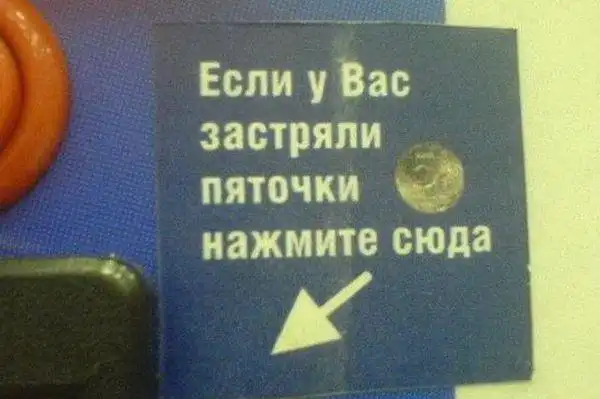 Если у Вас
застряли
пяточки
нажмите сюда